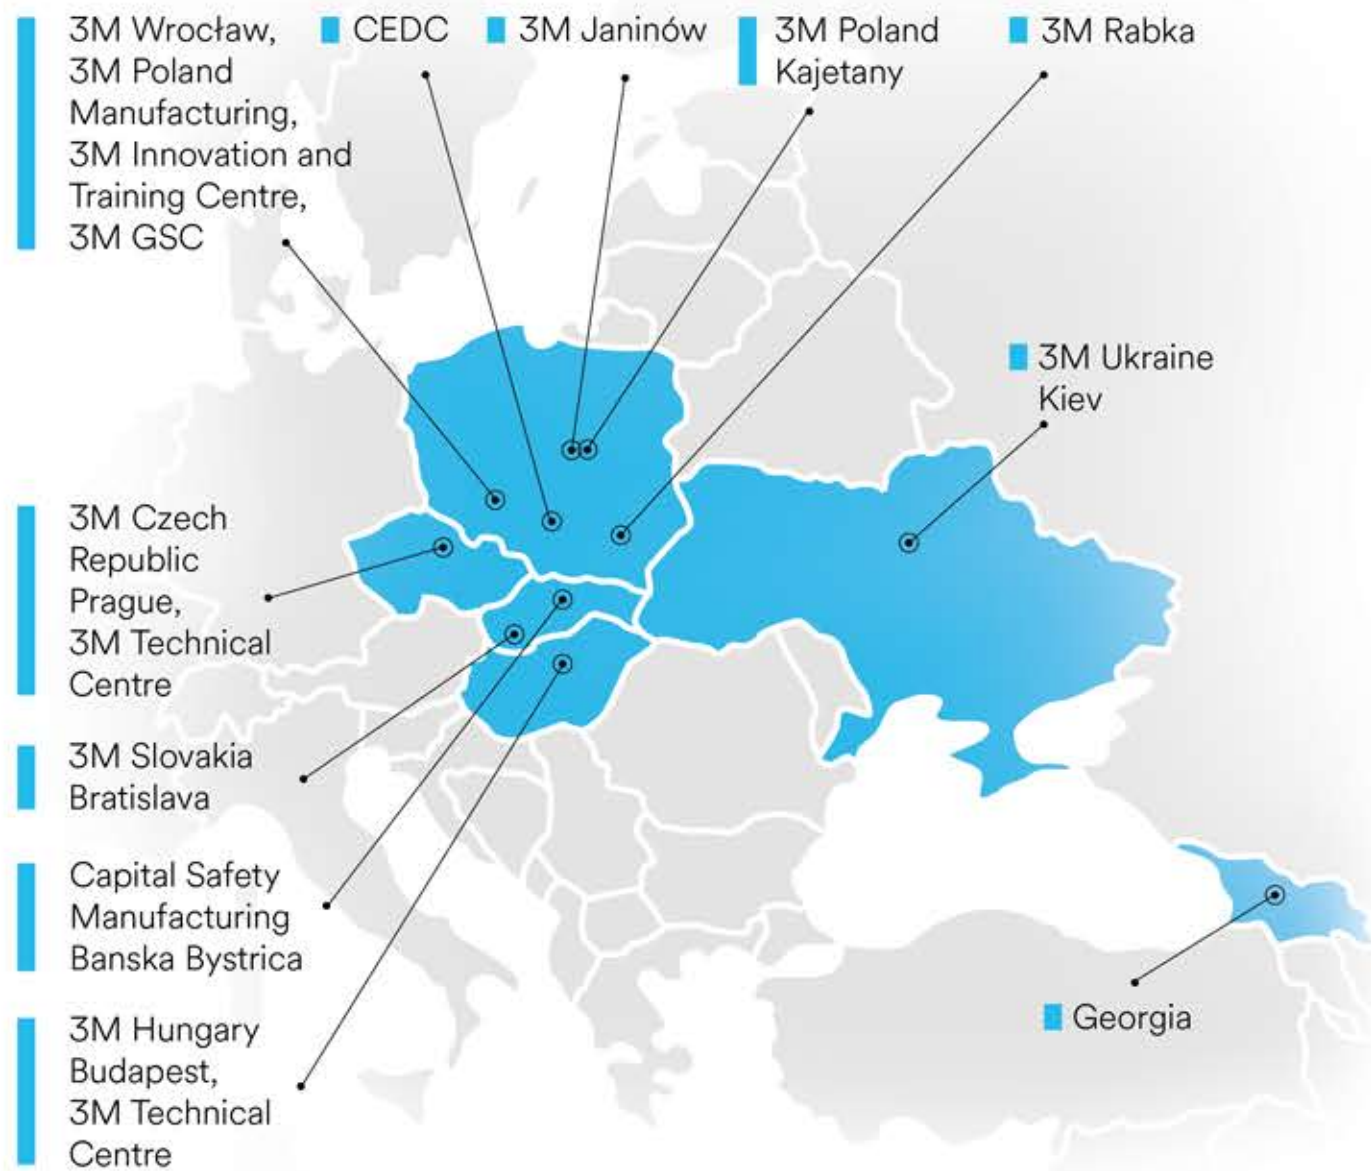 3M Wrocław,
3M Poland
Manufacturing,
3M Innovation and
Training Centre,
3M GSC
CEDC
3M Janinów
3M Poland
Kajetany
3M Rabka
3M Ukraine
Kiev
3M Czech
Republic
Prague,
3M Technical
Centre
3M Slovakia
Bratislava
Capital Safety
Manufacturing
Banska Bystrica
3M Hungary
Budapest,
3M Technical
Centre
Georgia